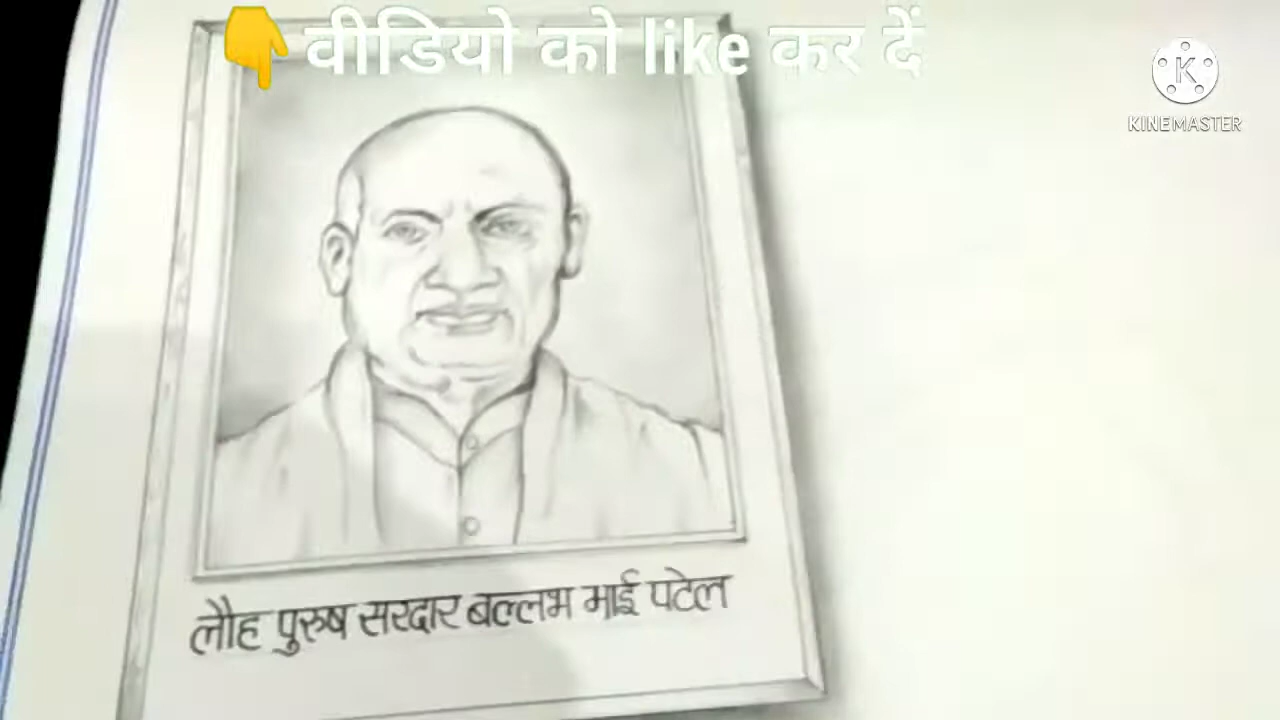 👇 वीडियो को like कर दें
KINEMASTER
लौह पुरुष सरदार बल्लभ भाई पटेल